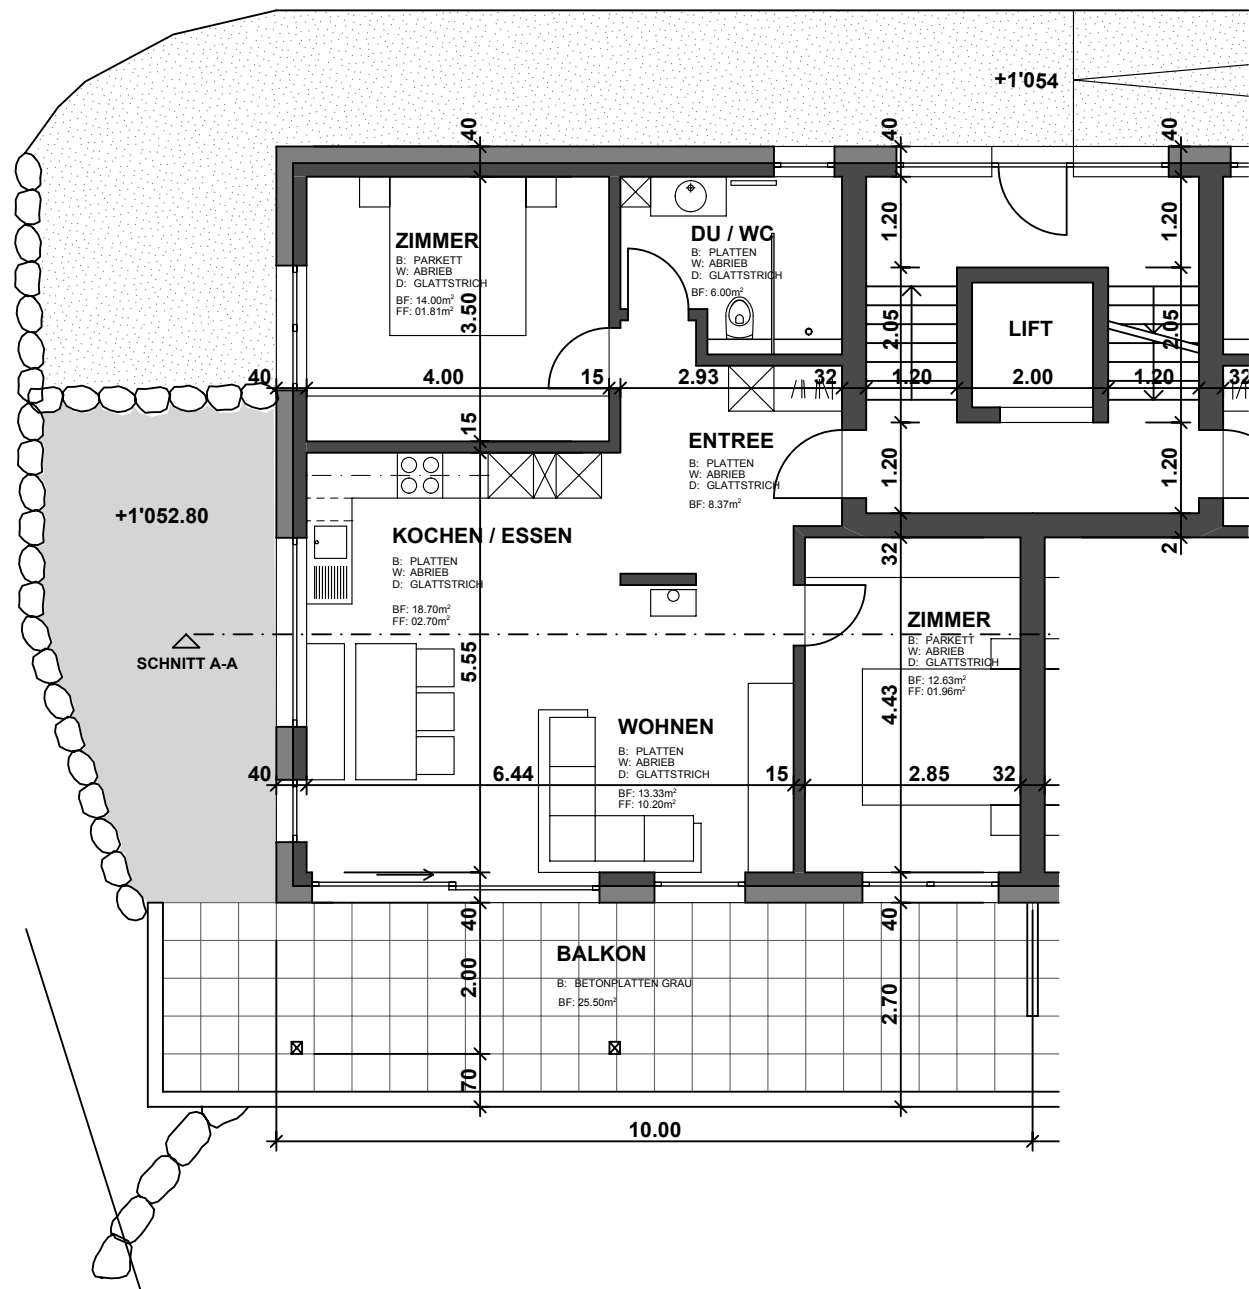 +1'054
40
40
40
ZIMMER
B: PARKETT
W: ABRIEB
D: GLATTSTRICH
BF: 14.00m²
FF: 01.81m²
3.50
DU / WC
B: PLATTEN
W: ABRIEB
D: GLATTSTRICH
BF: 6.00m²
1.20
1.20
LIFT
2.05
2.05
40
4.00
15
2.93
32
1.20
2.00
1.20
32
15
ENTREE
B: PLATTEN
W: ABRIEB
D: GLATTSTRICH
BF: 8.37m²
1.20
1.20
+1'052.80
KOCHEN / ESSEN
B: PLATTEN
W: ABRIEB
D: GLATTSTRICH
BF: 18.70m²
FF: 02.70m²
32
2
ZIMMER
B: PARKETT
W: ABRIEB
D: GLATTSTRICH
BF: 12.63m²
FF: 01.96m²
SCHNITT A-A
5.55
4.43
WOHNEN
B: PLATTEN
W: ABRIEB
D: GLATTSTRICH
BF: 13.33m²
FF: 10.20m²
40
6.44
15
2.85
32
40
40
BALKON
B: BETONPLATTEN GRAU
BF: 25.50m²
2.00
2.70
70
10.00